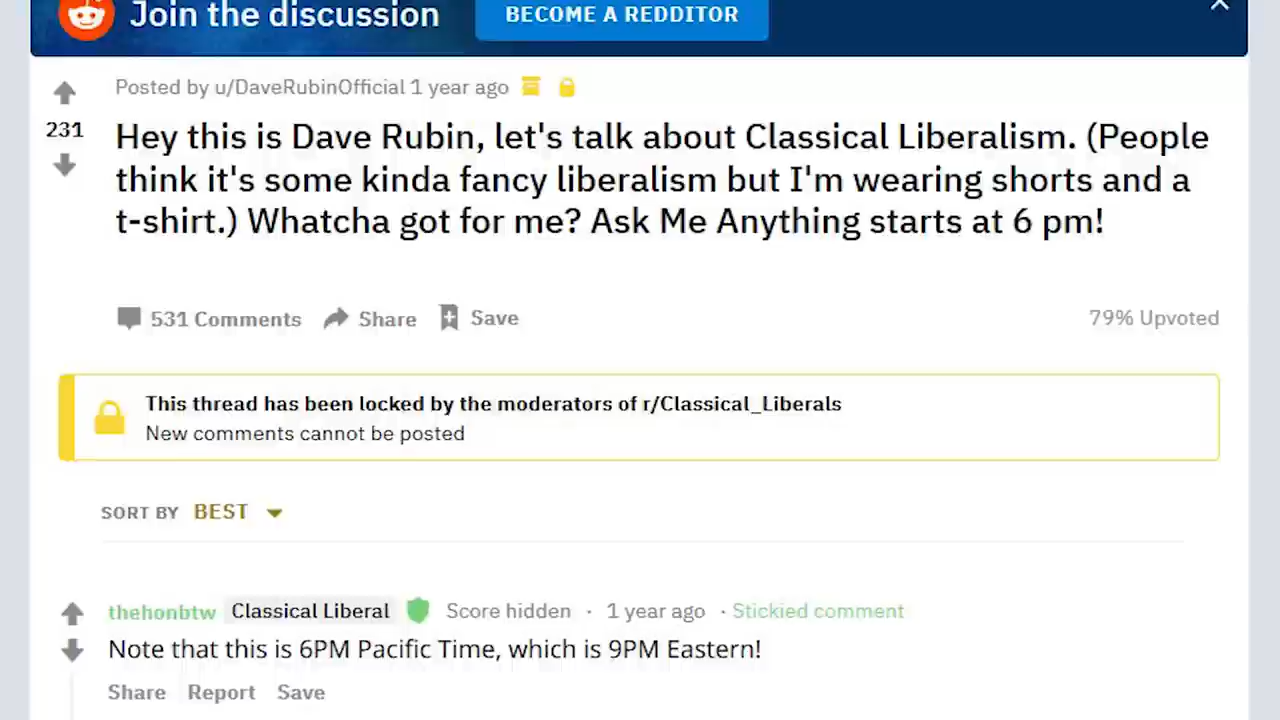 Join the discussion BECOME A REDDITOR
Posted by u/DaveRubinOfficial 1 year ago
231
Hey this is Dave Rubin, let's talk about Classical Liberalism. (People
think it's some kinda fancy liberalism but I'm wearing shorts and a
t-shirt.) Whatcha got for me? Ask Me Anything starts at 6 pm!
531 Comments Share Save 79% Upvoted
This thread has been locked by the moderators of r/Classical_Liberals
New comments cannot be posted
SORT BY BEST
thehonbtw Classical Liberal Score hidden · 1 year ago · Stickied comment
Note that this is 6PM Pacific Time, which is 9PM Eastern!
Share Report Save